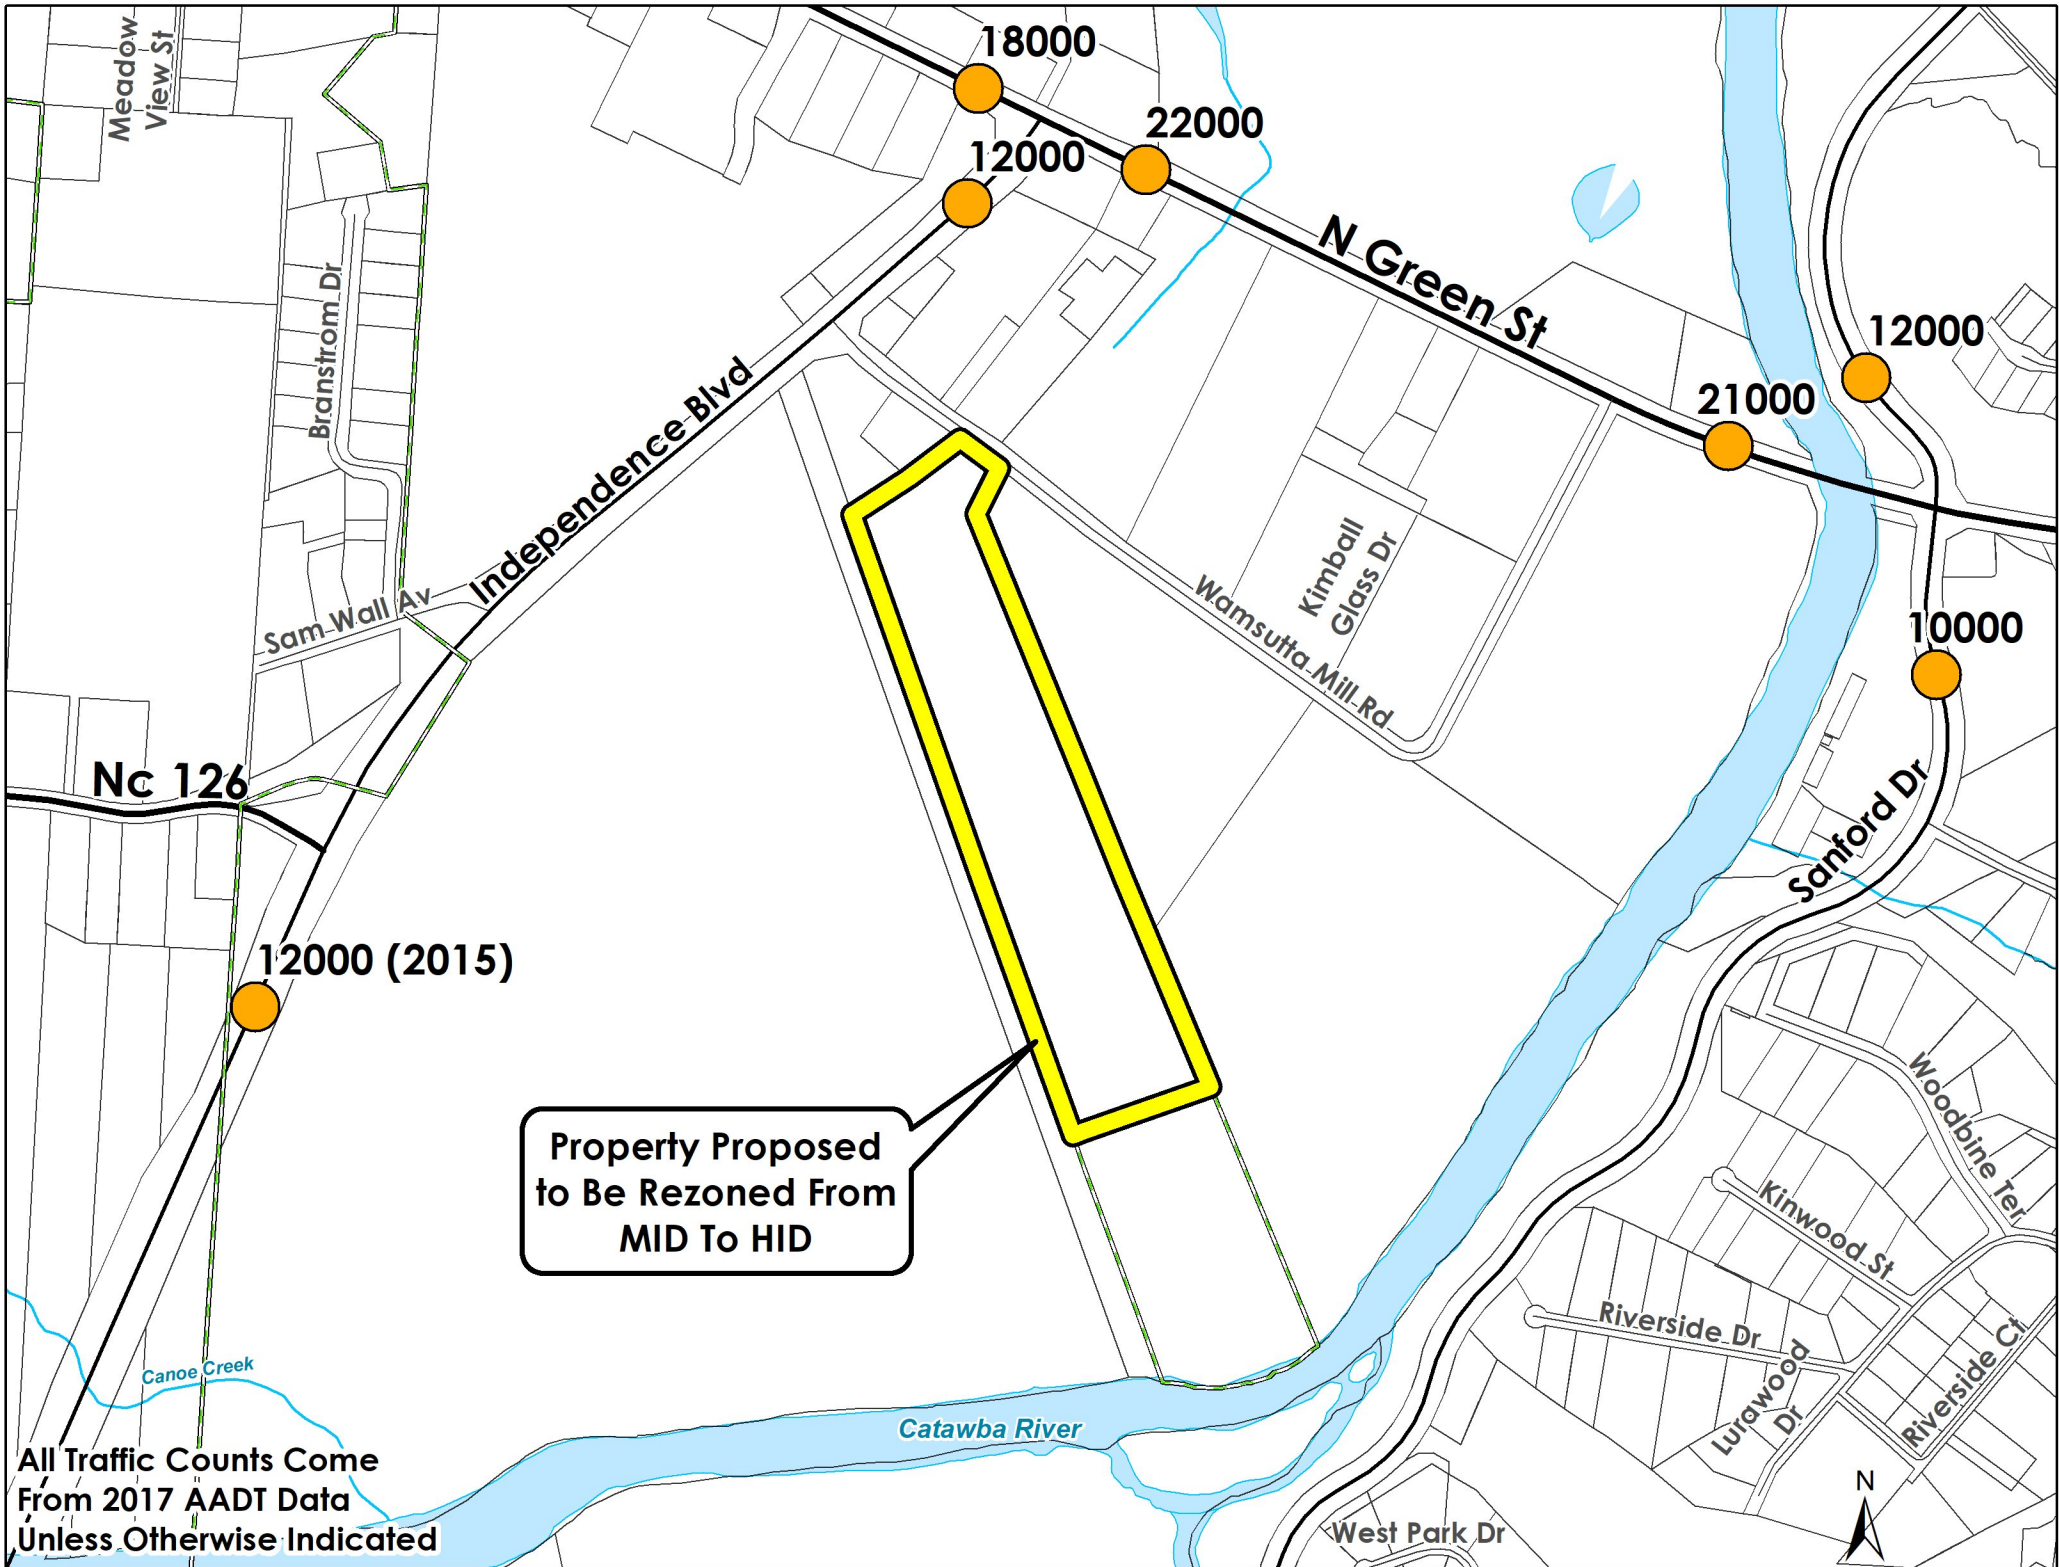 Meadow
View St
18000
22000
12000
N Green St
12000
21000
Branstrom Dr
Independence Blvd
Kimball
Glass Dr
Sam Wall Av
Wamsutta Mill Rd
10000
Nc 126
Sanford Dr
12000 (2015)
Property Proposed
to Be Rezoned From
MID To HID
Woodbine Ter
Kinwood St
Riverside Dr
Lurawood
Dr
Riverside Ct
Canoe Creek
Catawba River
All Traffic Counts Come
From 2017 AADT Data
Unless Otherwise Indicated
West Park Dr
N